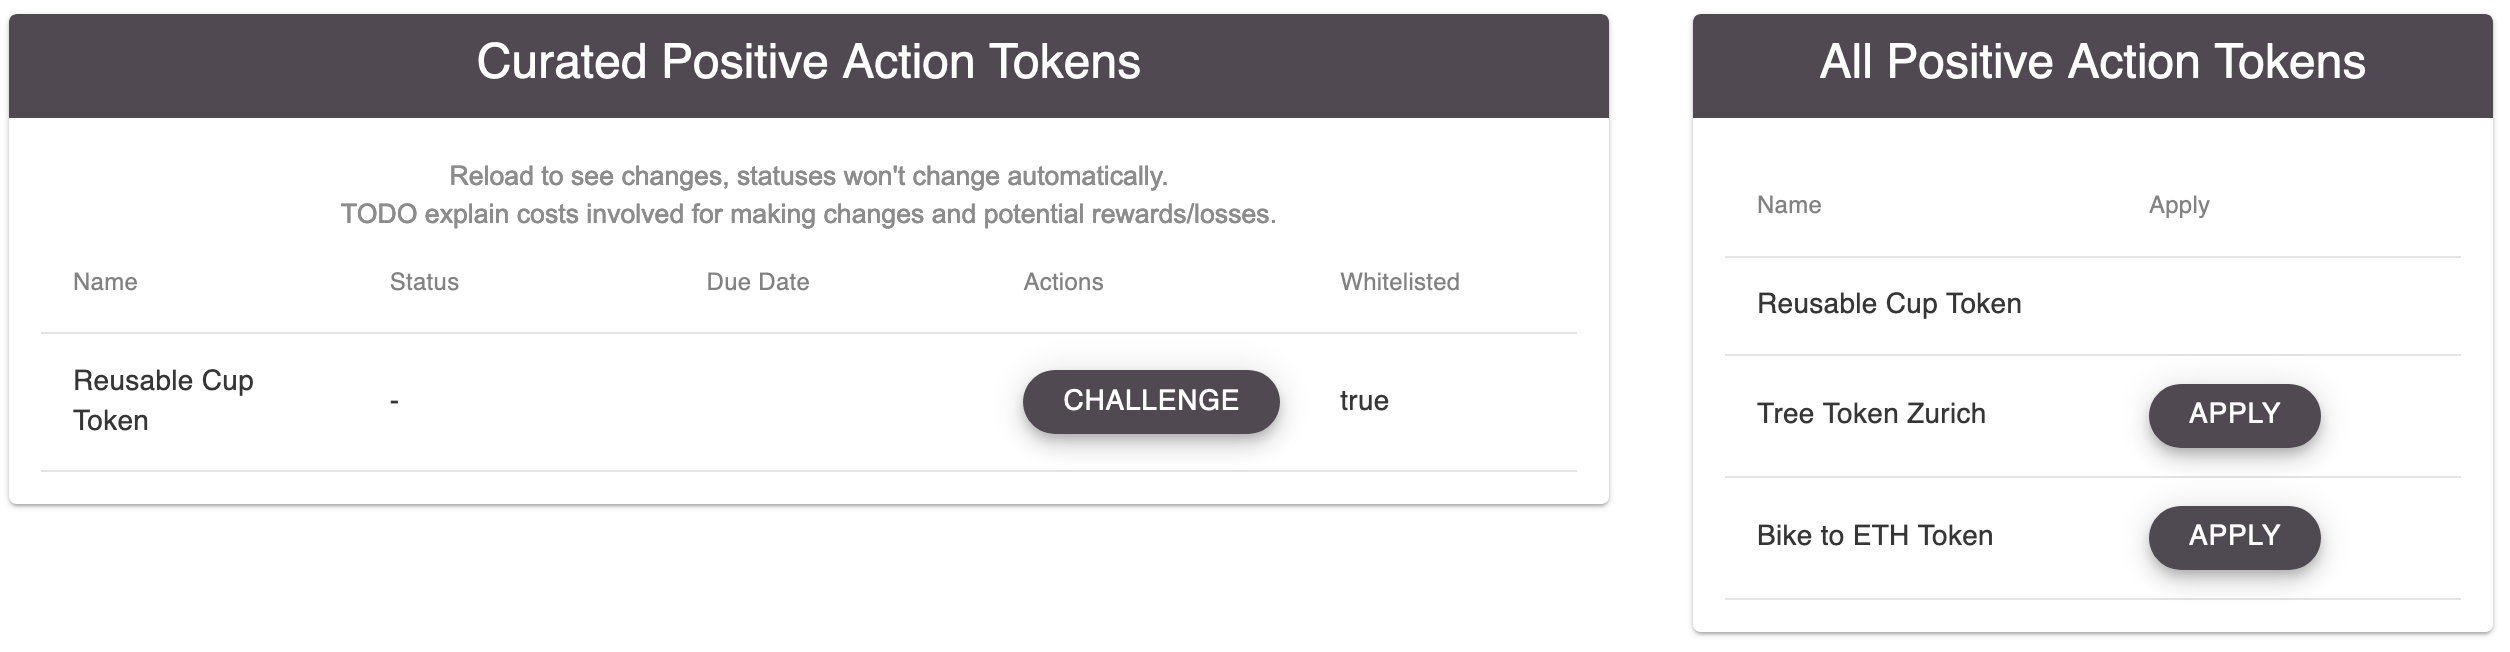 Curated Positive Action Tokens
Reload to see changes, statuses won't change automatically.
TODO explain costs involved for making changes and potential rewards/losses.
Name Status Due Date Actions Whitelisted
Reusable Cup
Token
- CHALLENGE true
All Positive Action Tokens
Name Apply
Reusable Cup Token
Tree Token Zurich APPLY
Bike to ETH Token APPLY